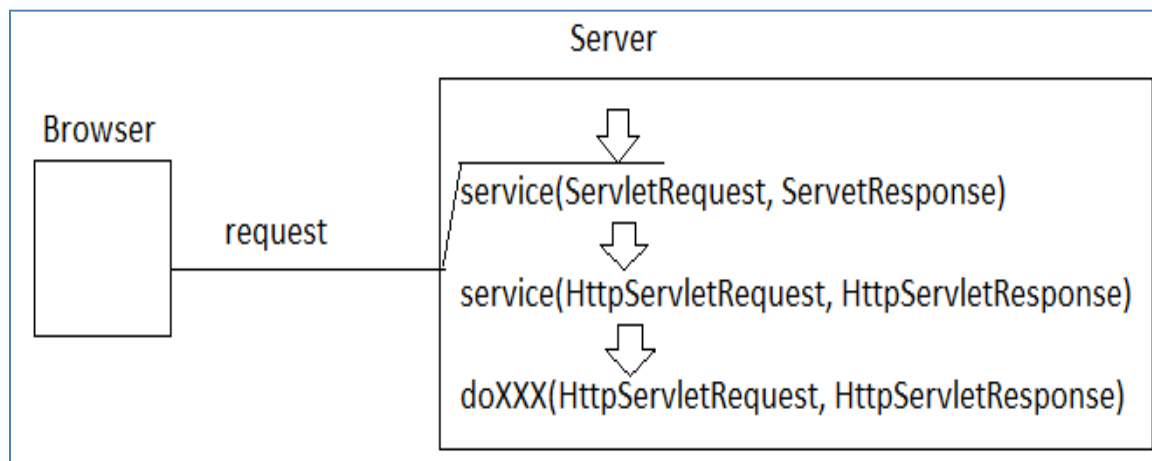 Server
Browser
service(ServletRequest, ServetResponse)
request
service(HttpServletRequest, HttpServletResponse)
doXXX(HttpServletRequest, HttpServletResponse)